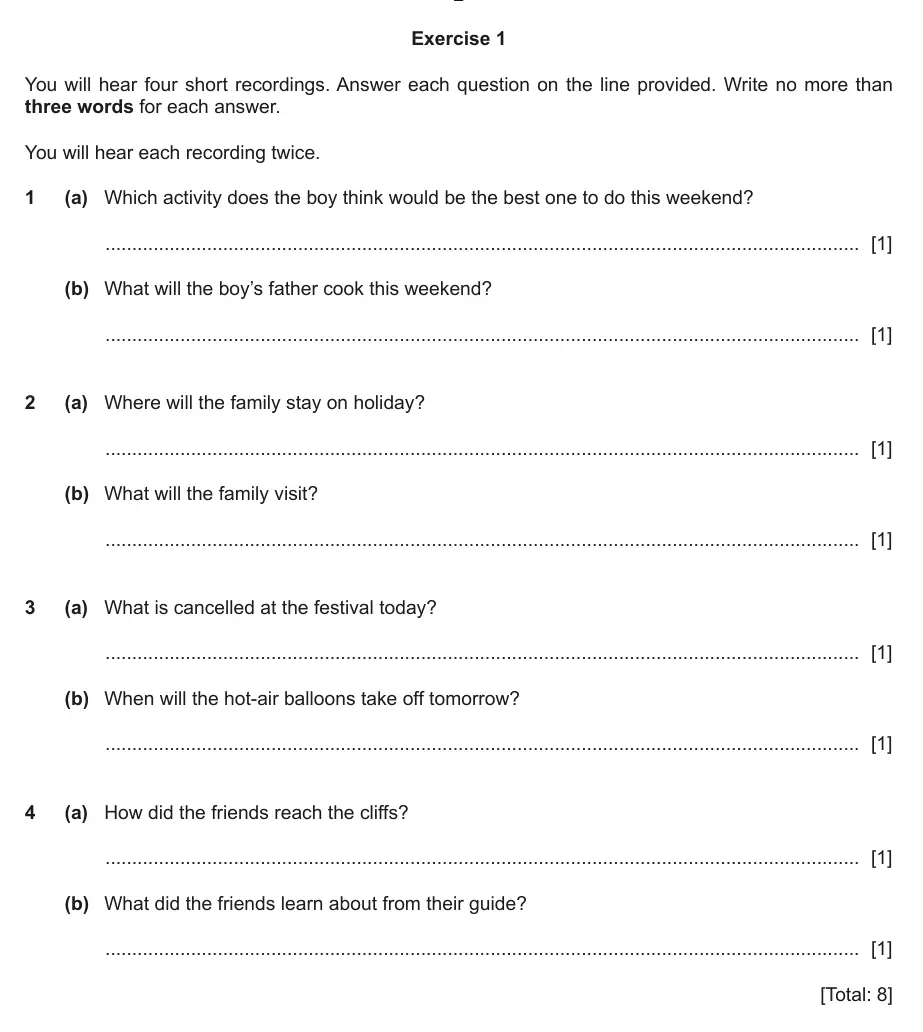 Exercise 1
You will hear four short recordings. Answer each question on the line provided. Write no more than
three words for each answer.
You will hear each recording twice.
1 (a) Which activity does the boy think would be the best one to do this weekend?
.............................................................................................................................................. [1]
(b) What will the boy's father cook this weekend?
.............................................................................................................................................. [1]
2 (a) Where will the family stay on holiday?
.............................................................................................................................................. [1]
(b) What will the family visit?
.............................................................................................................................................. [1]
3 (a) What is cancelled at the festival today?
.............................................................................................................................................. [1]
(b) When will the hot-air balloons take off tomorrow?
.............................................................................................................................................. [1]
4 (a) How did the friends reach the cliffs?
.............................................................................................................................................. [1]
(b) What did the friends learn about from their guide?
.............................................................................................................................................. [1]
[Total: 8]